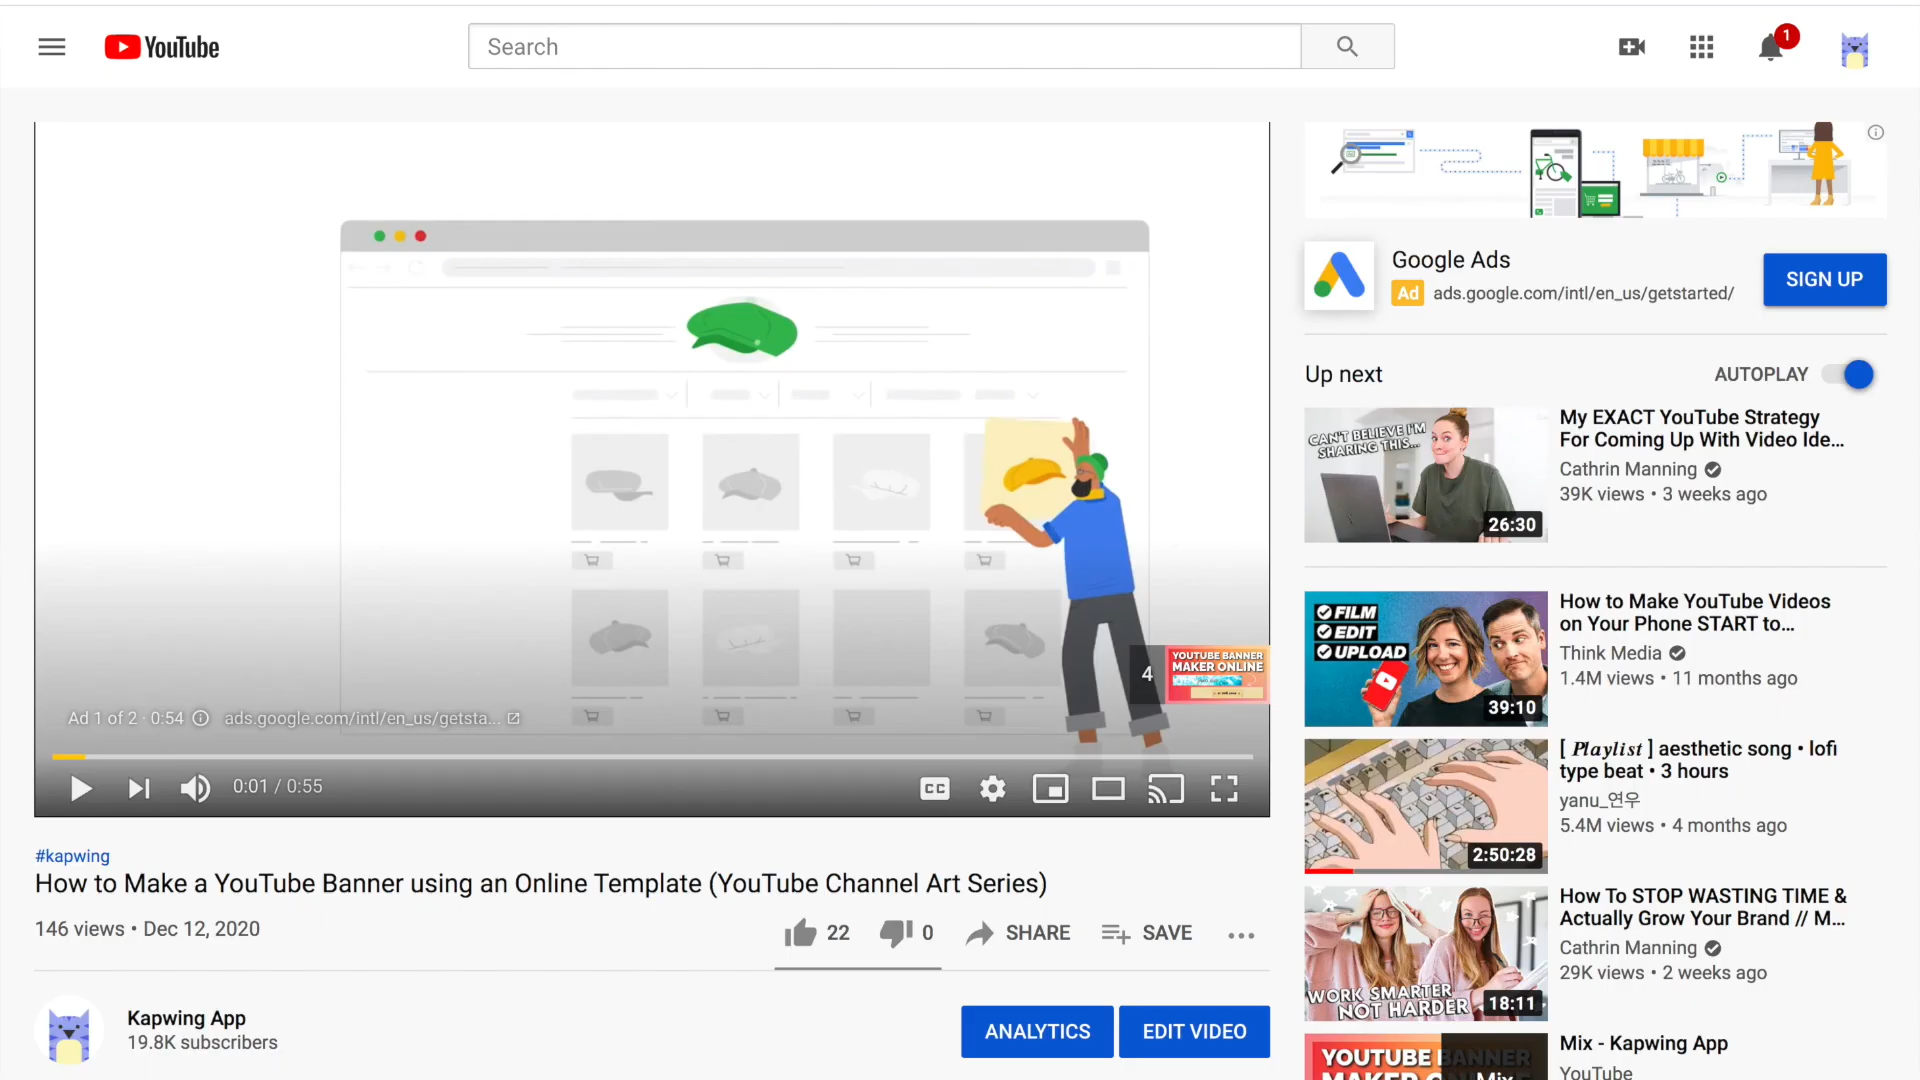 YouTube
Search
1
Google Ads
Ad ads.google.com/intl/en_us/getstarted/
SIGN UP
Up next
AUTOPLAY
CAN'T BELIEVE I'M
SHARING THIS...
26:30
My EXACT YouTube Strategy
For Coming Up With Video Ide...
Cathrin Manning
39K views • 3 weeks ago
FILM
EDIT
UPLOAD
39:10
How to Make YouTube Videos
on Your Phone START to...
Think Media
1.4M views • 11 months ago
2:50:28
[ 𝑷𝒍𝒂𝒚𝒍𝒊𝒔𝒕 ] aesthetic song • lofi
type beat • 3 hours
yanu_연우
5.4M views • 4 months ago
WORK SMARTER
NOT HARDER
18:11
How To STOP WASTING TIME &
Actually Grow Your Brand // M...
Cathrin Manning
29K views • 2 weeks ago
YOUTUBE BANNER
MAKER ON
Mix
Mix - Kapwing App
YouTube
4
YOUTUBE BANNER
MAKER ONLINE
Ad 1 of 2 · 0:54 ads.google.com/intl/en_us/getsta...
0:01 / 0:55
CC
#kapwing
How to Make a YouTube Banner using an Online Template (YouTube Channel Art Series)
146 views • Dec 12, 2020
22
0
SHARE
SAVE
Kapwing App
19.8K subscribers
ANALYTICS
EDIT VIDEO